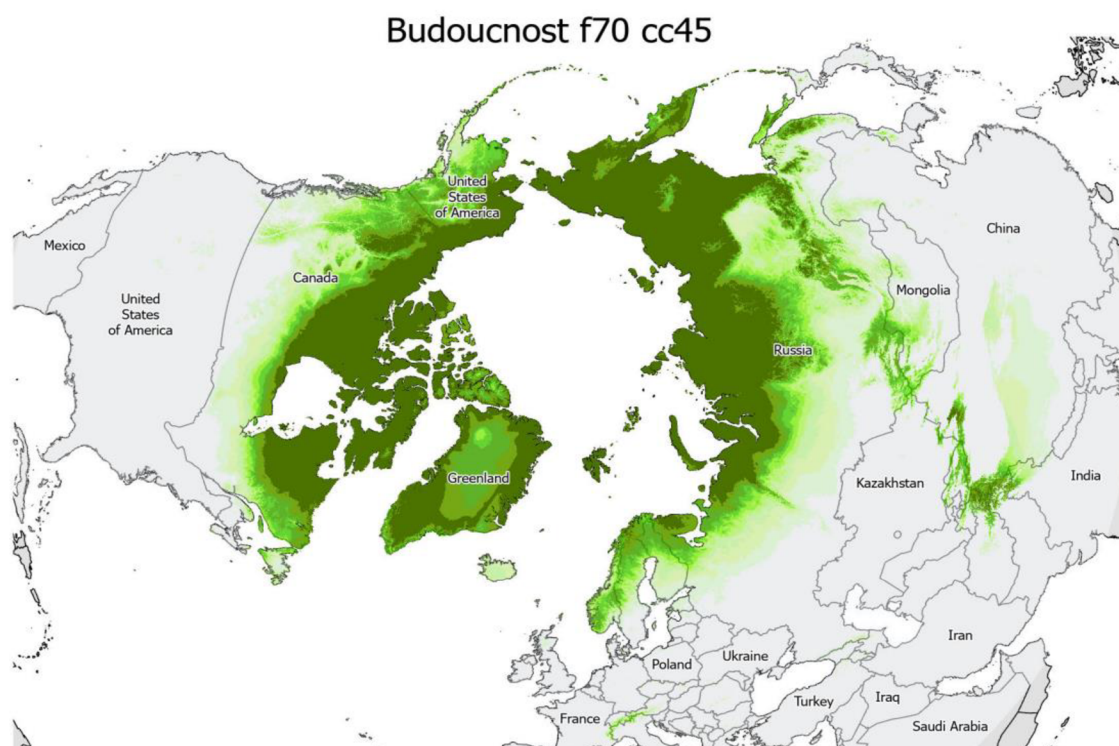 Budoucnost f70 cc45
United
States
of America
Mexico
China
Canada
Mongolia
United
States
of America
Russia
Greenland
Kazakhstan
India
Iran
Poland
Ukraine
Turkey
Iraq
France
Saudi Arabia